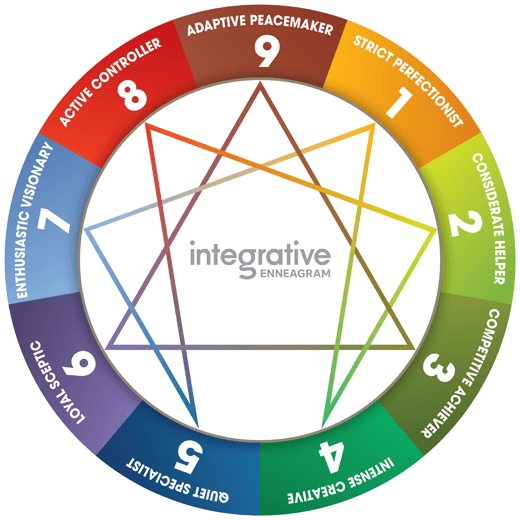 ADAPTIVE PEACEMAKER
9
STRICT PERFECTIONIST
1
CONSIDERATE HELPER
2
COMPETITIVE ACHIEVER
3
INTENSE CREATIVE
4
QUIET SPECIALIST
5
LOYAL SCEPTIC
6
ENTHUSIASTIC VISIONARY
7
ACTIVE CONTROLLER
8
integrative
ENNEAGRAM